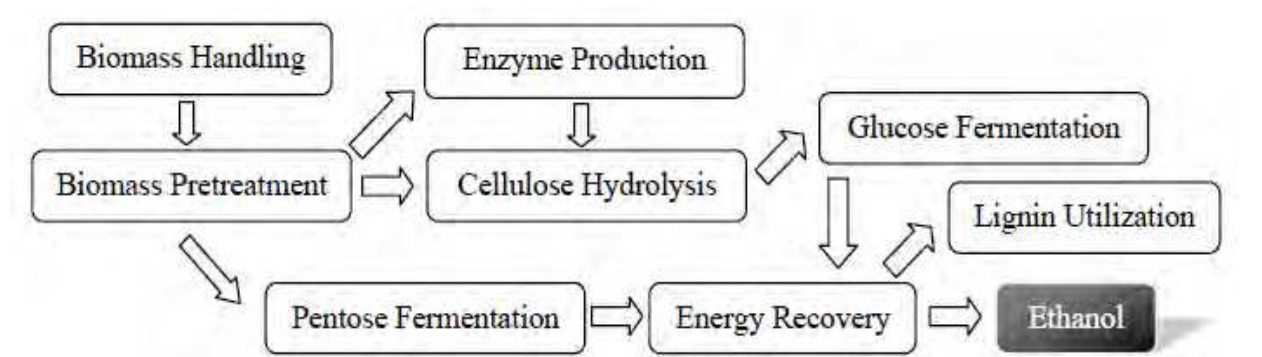 Biomass Handling
Enzyme Production
Glucose Fermentation
Biomass Pretreatment
Cellulose Hydrolysis
Lignin Utilization
Pentose Fermentation
Energy Recovery
Ethanol